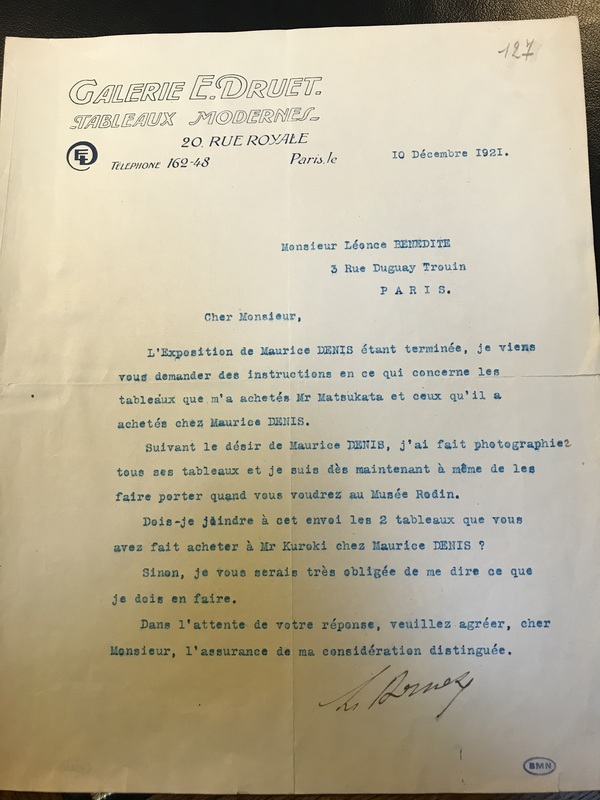 127
GALERIE E. DRUET.
TABLEAUX MODERNES
20, RUE ROYALE
TÉLÉPHONE 162-48 Paris, le 10 Décembre 1921.
Monsieur Léonce BENEDITE
3 Rue Duguay Trouin
P A R I S.
Cher Monsieur,
L'Exposition de Maurice DENIS étant terminée, je viens
vous demander des instructions en ce qui concerne les
tableaux que m'a achetés Mr Matsukata et ceux qu'il a
achetés chez Maurice DENIS.
Suivant le désir de Maurice DENIS, j'ai fait photographier
tous ses tableaux et je suis dès maintenant à même de les
faire porter quand vous voudrez au Musée Rodin.
Dois-je joindre à cet envoi les 2 tableaux que vous
avez fait acheter à Mr Kuroki chez Maurice DENIS ?
Sinon, je vous serais très obligée de me dire ce que
je dois en faire.
Dans l'attente de votre réponse, veuillez agréer, cher
Monsieur, l'assurance de ma considération distinguée.
BMN